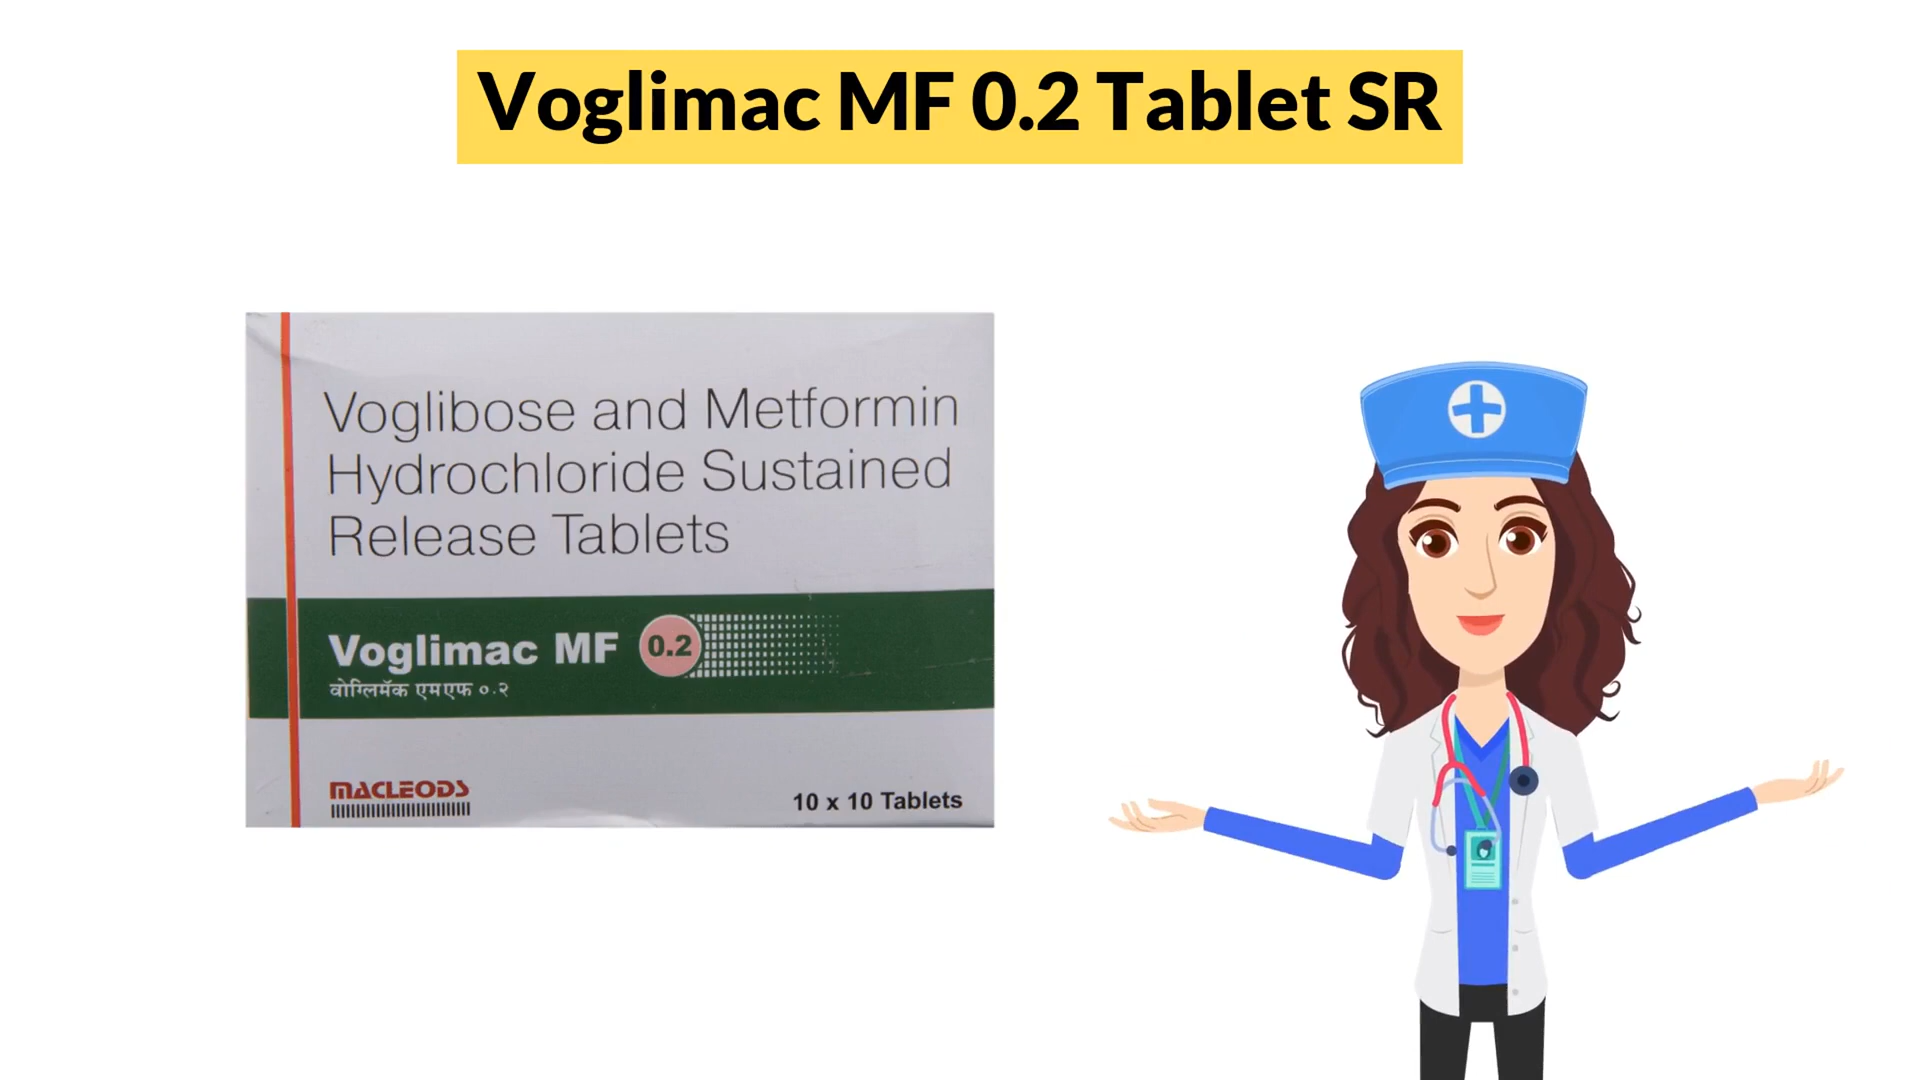 Voglimac MF 0.2 Tablet SR
Voglibose and Metformin
Hydrochloride Sustained
Release Tablets
Voglimac MF 0.2
वोग्लिमॅक एमएफ ०.२
MACLEODS
10 x 10 Tablets